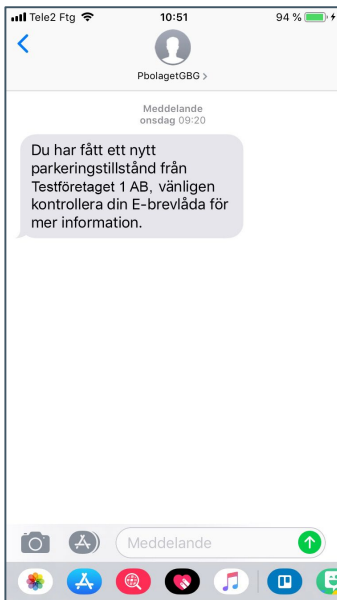 Tele2 Ftg 10:51 94 %
PbolagetGBG >
Meddelande
onsdag 09:20
Du har fått ett nytt
parkeringstillstånd från
Testföretaget 1 AB, vänligen
kontrollera din E-brevlåda för
mer information.
Meddelande